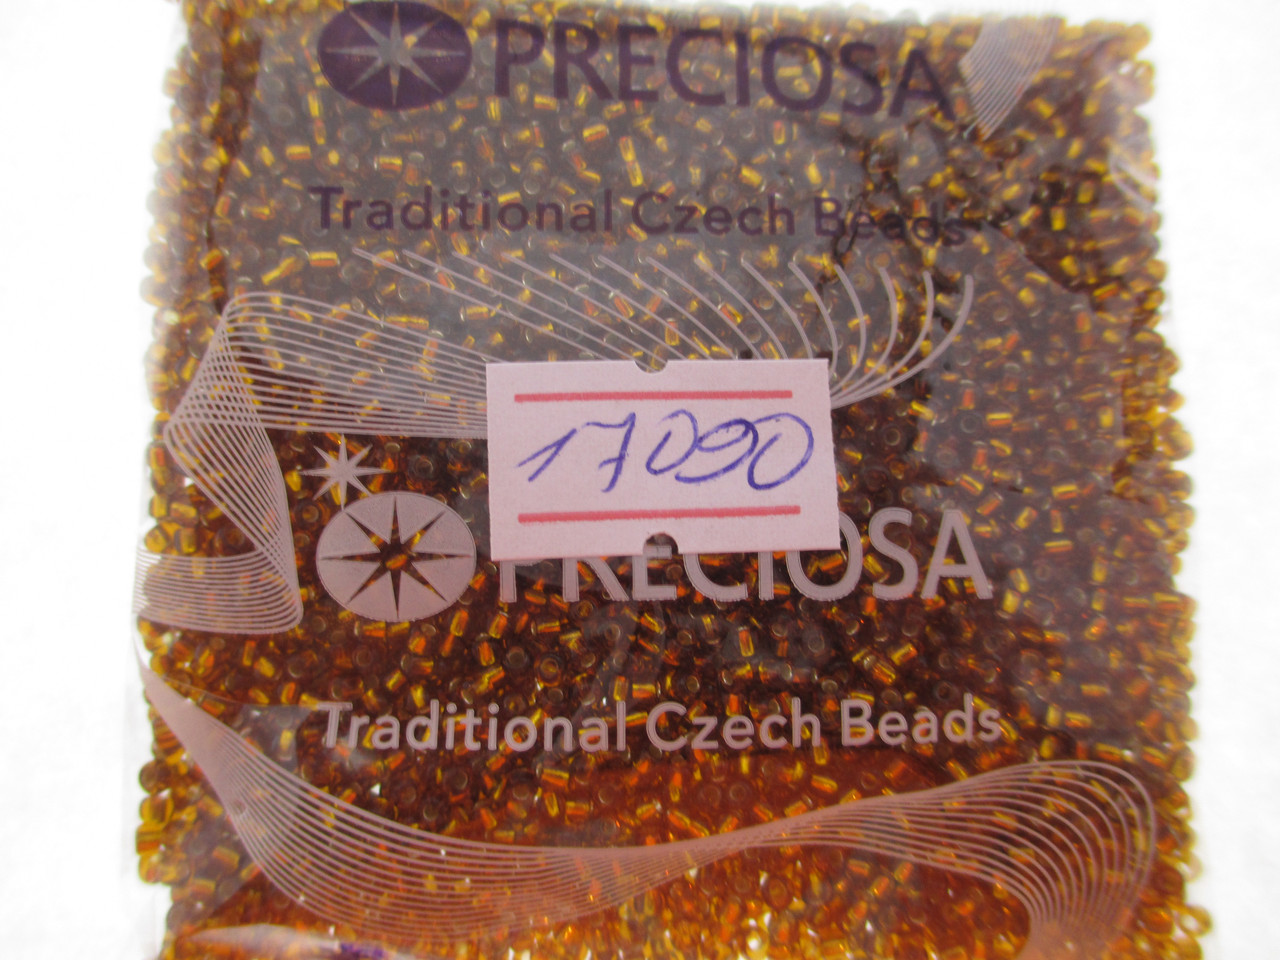 PRECIOSA
Traditional Czech Beads
17090
PRECIOSA
Traditional Czech Beads